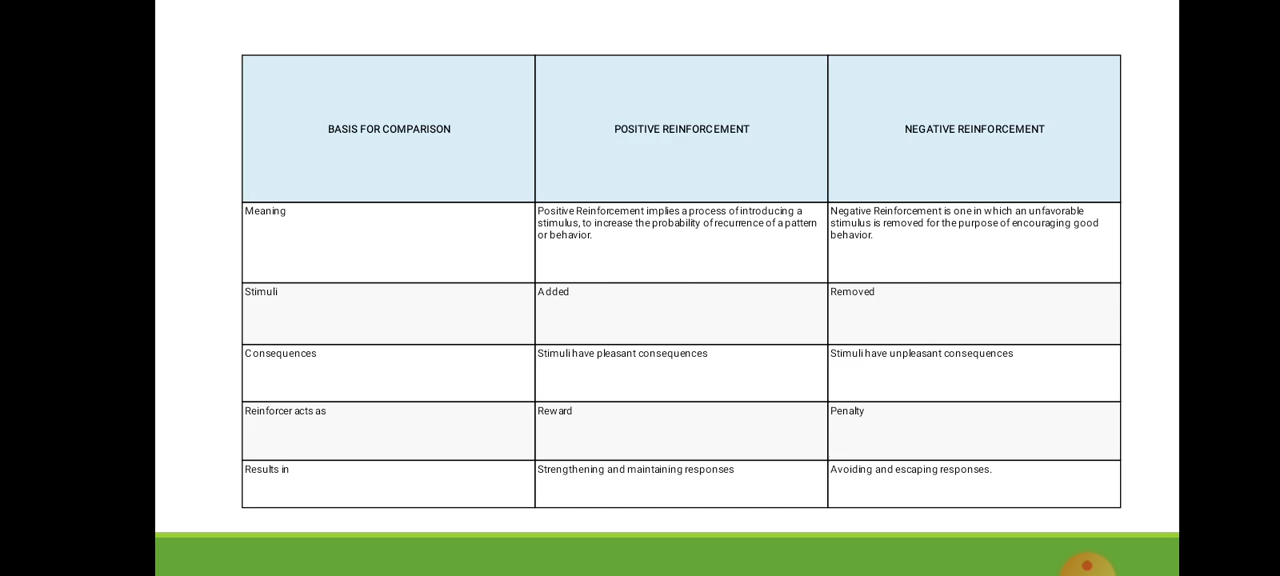 BASIS FOR COMPARISON
POSITIVE REINFORCEMENT
NEGATIVE REINFORCEMENT
Meaning
Positive Reinforcement implies a process of introducing a
stimulus, to increase the probability of recurrence of a pattern
or behavior.
Negative Reinforcement is one in which an unfavorable
stimulus is removed for the purpose of encouraging good
behavior.
Stimuli
Added
Removed
Consequences
Stimuli have pleasant consequences
Stimuli have unpleasant consequences
Reinforcer acts as
Reward
Penalty
Results in
Strengthening and maintaining responses
Avoiding and escaping responses.